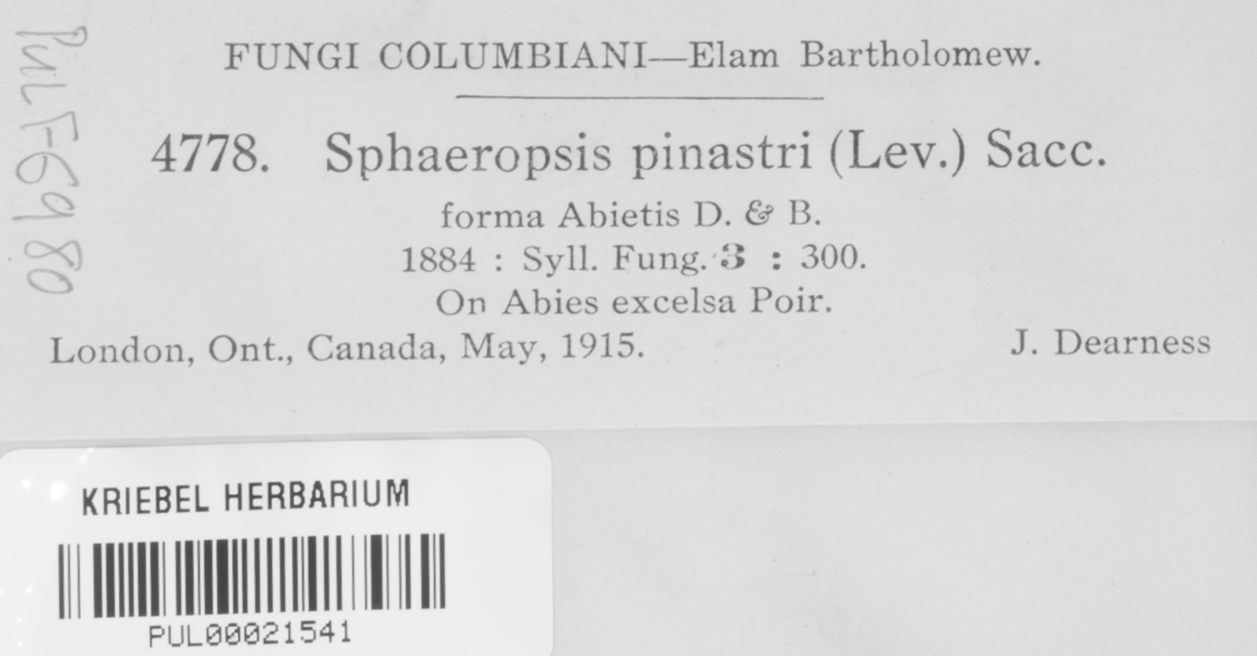 PUL F6980
FUNGI COLUMBIANI—Elam Bartholomew.
4778. Sphaeropsis pinastri (Lev.) Sacc.
forma Abietis D. & B.
1884 : Syll. Fung. 3 : 300.
On Abies excelsa Poir.
London, Ont., Canada, May, 1915. J. Dearness
KRIEBEL HERBARIUM
PUL00021541